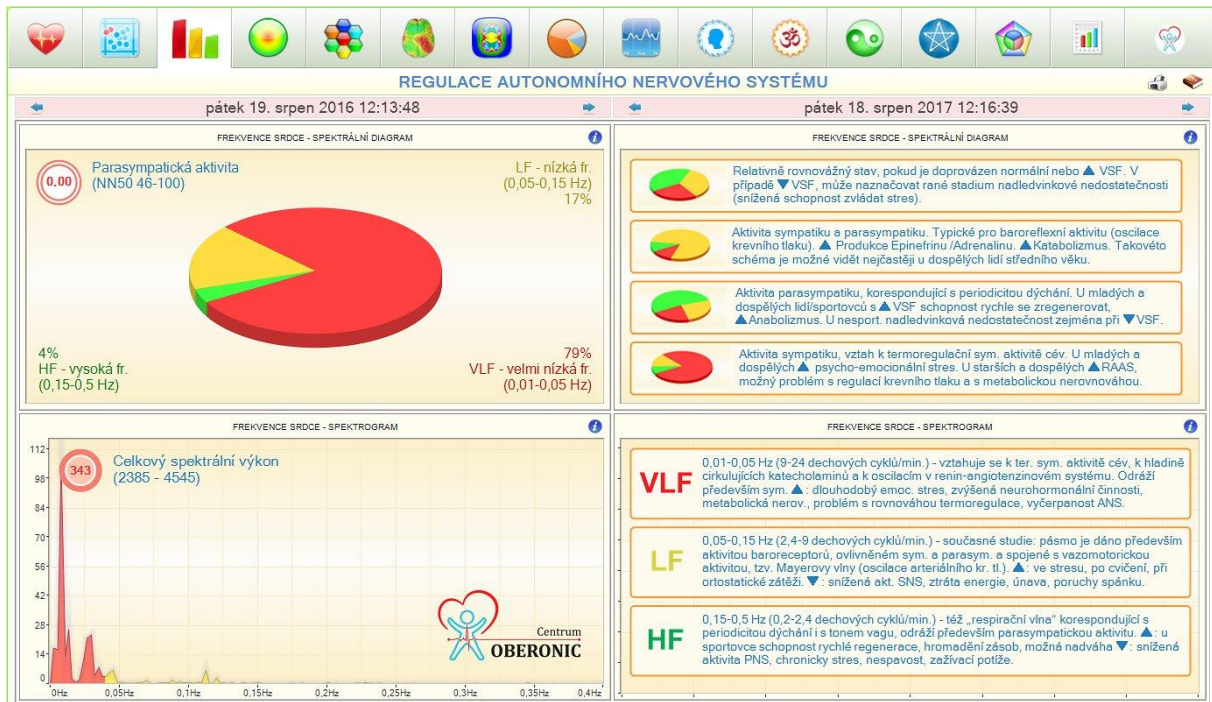 REGULACE AUTONOMNÍHO NERVOVÉHO SYSTÉMU
pátek 19. srpen 2016 12:13:48
pátek 18. srpen 2017 12:16:39
FREKVENCE SRDCE - SPEKTRÁLNÍ DIAGRAM
0.00
Parasympatická aktivita
(NN50 46-100)
LF - nízká fr.
(0,05-0,15 Hz)
17%
4%
HF - vysoká fr.
(0,15-0,5 Hz)
79%
VLF - velmi nízká fr.
(0,01-0,05 Hz)
FREKVENCE SRDCE - SPEKTRÁLNÍ DIAGRAM
Relativně rovnovážný stav, pokud je doprovázen normální nebo ▲ VSF. V
případě ▼ VSF, může naznačovat rané stadium nadledvinkové nedostatečnosti
(snížená schopnost zvládat stres).
Aktivita sympatiku a parasympatiku. Typické pro baroreflexní aktivitu (oscilace
krevního tlaku). ▲ Produkce Epinefrinu /Adrenalinu. ▲ Katabolizmus. Takovéto
schéma je možné vidět nejčastěji u dospělých lidí středního věku.
Aktivita parasympatiku, korespondující s periodicitou dýchání. U mladých a
dospělých lidí/sportovců s ▲ VSF schopnost rychle se zregenerovat,
▲ Anabolizmus. U nesport. nadledvinková nedostatečnost zejména při ▼ VSF.
Aktivita sympatiku, vztah k termoregulační sym. aktivitě cév. U mladých a
dospělých ▲ psycho-emocionální stres. U starších a dospělých ▲ RAAS,
možný problém s regulací krevního tlaku a s metabolickou nerovnováhou.
FREKVENCE SRDCE - SPEKTROGRAM
343
Celkový spektrální výkon
(2385 - 4545)
112
98
84
70
56
42
28
14
0
0Hz 0,05Hz 0,1Hz 0,15Hz 0,2Hz 0,25Hz 0,3Hz 0,35Hz 0,4Hz
Centrum
OBERONIC
FREKVENCE SRDCE - SPEKTROGRAM
VLF
0,01-0,05 Hz (9-24 dechových cyklů/min.) - vztahuje se k ter. sym. aktivitě cév, k hladině
cirkulujících katecholaminů a k oscilacím v renin-angiotenzinovém systému. Odráží
především sym. ▲ : dlouhodobý emoc. stres, zvýšená neurohormonální činnosti,
metabolická nerov., problém s rovnováhou termoregulace, vyčerpanost ANS.
LF
0,05-0,15 Hz (2,4-9 dechových cyklů/min.) - současné studie: pásmo je dáno především
aktivitou baroreceptorů, ovlivněném sym. a parasym. a spojené s vazomotorickou
aktivitou, tzv. Mayerovy vlny (oscilace arteriálního kr. tl.). ▲ : ve stresu, po cvičení, při
ortostatické zátěži. ▼ : snížená akt. SNS, ztráta energie, únava, poruchy spánku.
HF
0,15-0,5 Hz (0,2-2,4 dechových cyklů/min.) - též „respirační vlna“ korespondující s
periodicitou dýchání i s tonem vagu, odráží především parasympatickou aktivitu. ▲ : u
sportovce schopnost rychlé regenerace, hromadění zásob, možná nadváha ▼ : snížená
aktivita PNS, chronicky stres, nespavost, zažívací potíže.